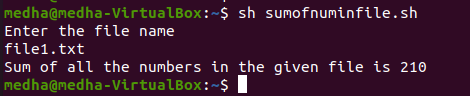 medha@medha-VirtualBox:~$ sh sumofnuminfile.sh
Enter the file name
file1.txt
Sum of all the numbers in the given file is 210
medha@medha-VirtualBox:~$